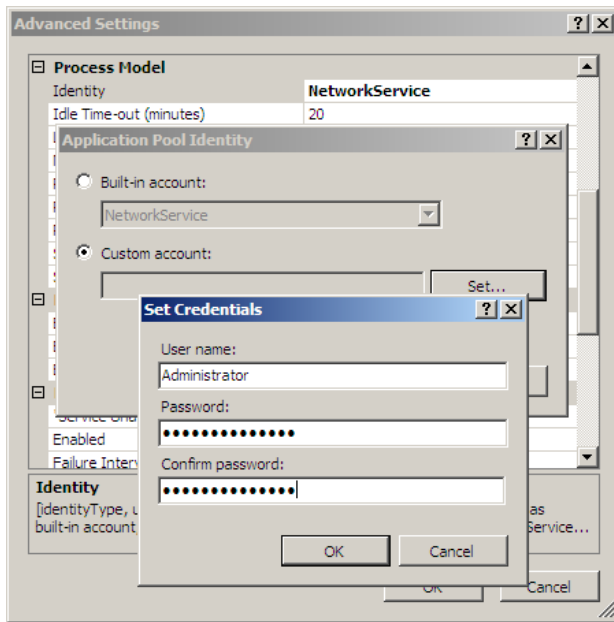 Advanced Settings
Process Model
Identity NetworkService
Idle Time-out (minutes) 20
Application Pool Identity
Built-in account:
NetworkService
Custom account:
Set...
Set Credentials
User name:
Administrator
Password:
••••••••••••••
Confirm password:
••••••••••••••
OK Cancel
Enabled
Failure Interv
Identity
[identityType, u as
built-in account, Service...
OK Cancel